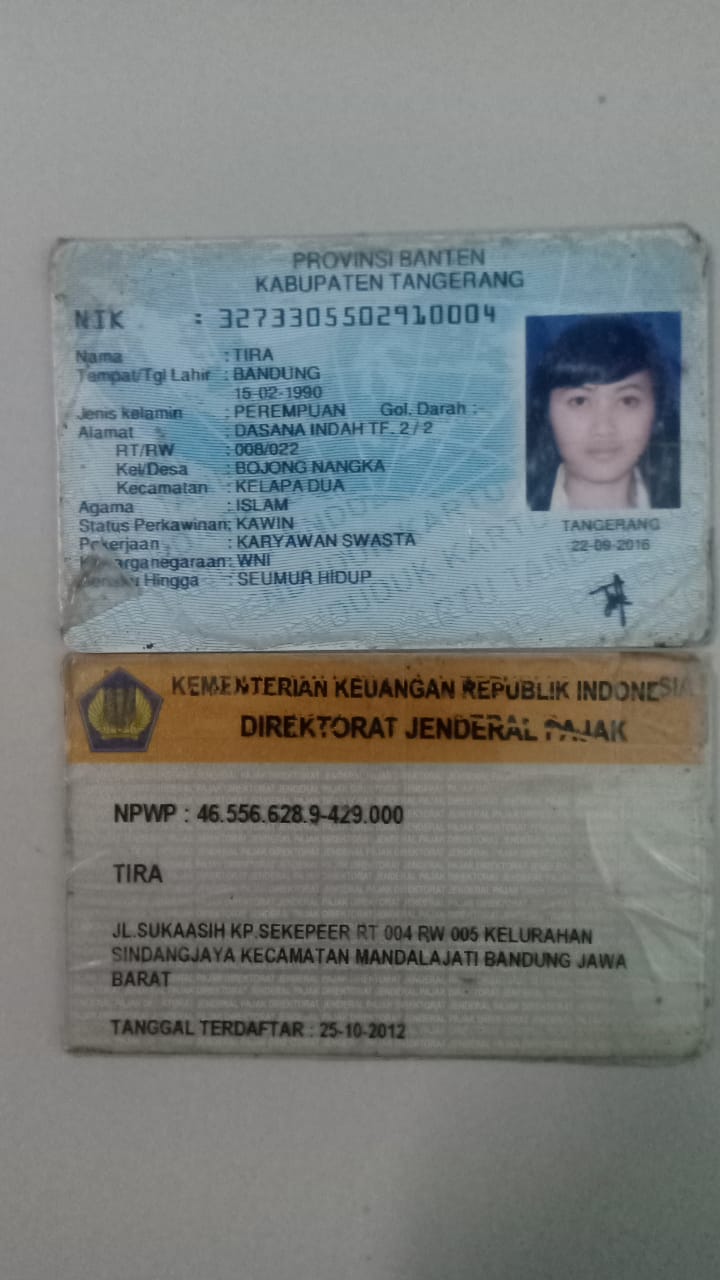 PROVINSI BANTEN
KABUPATEN TANGERANG
NIK : 3273305502910004
Nama : TIRA
Tempat/Tgl Lahir : BANDUNG
15-02-1990
Jenis kelamin : PEREMPUAN Gol. Darah :-
Alamat : DASANA INDAH TF. 2 / 2
RT/RW : 008/022
Kel/Desa : BOJONG NANGKA
Kecamatan : KELAPA DUA
Agama : ISLAM
Status Perkawinan: KAWIN
Pekerjaan : KARYAWAN SWASTA
Kewarganegaraan: WNI
Hingga : SEUMUR HIDUP
TANGERANG
22-09-2016
KEMENTERIAN KEUANGAN REPUBLIK INDONESIA
DIREKTORAT JENDERAL PAJAK
NPWP : 46.556.628.9-429.000
TIRA
JL.SUKAASIH KP.SEKEPEER RT 004 RW 005 KELURAHAN
SINDANGJAYA KECAMATAN MANDALAJATI BANDUNG JAWA
BARAT
TANGGAL TERDAFTAR : 25-10-2012